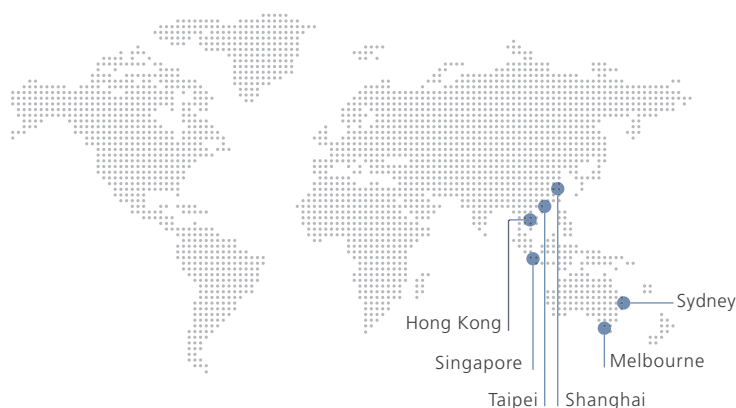 Sydney
Hong Kong
Singapore
Melbourne
Taipei
Shanghai